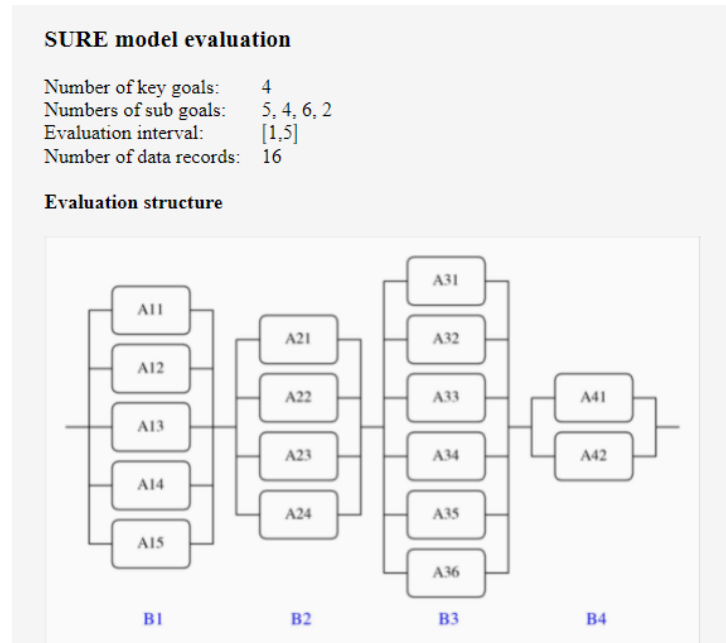 SURE model evaluation
Number of key goals: 4
Numbers of sub goals: 5, 4, 6, 2
Evaluation interval: [1,5]
Number of data records: 16
Evaluation structure
A11
A12
A13
A14
A15
B1
A21
A22
A23
A24
B2
A31
A32
A33
A34
A35
A36
B3
A41
A42
B4